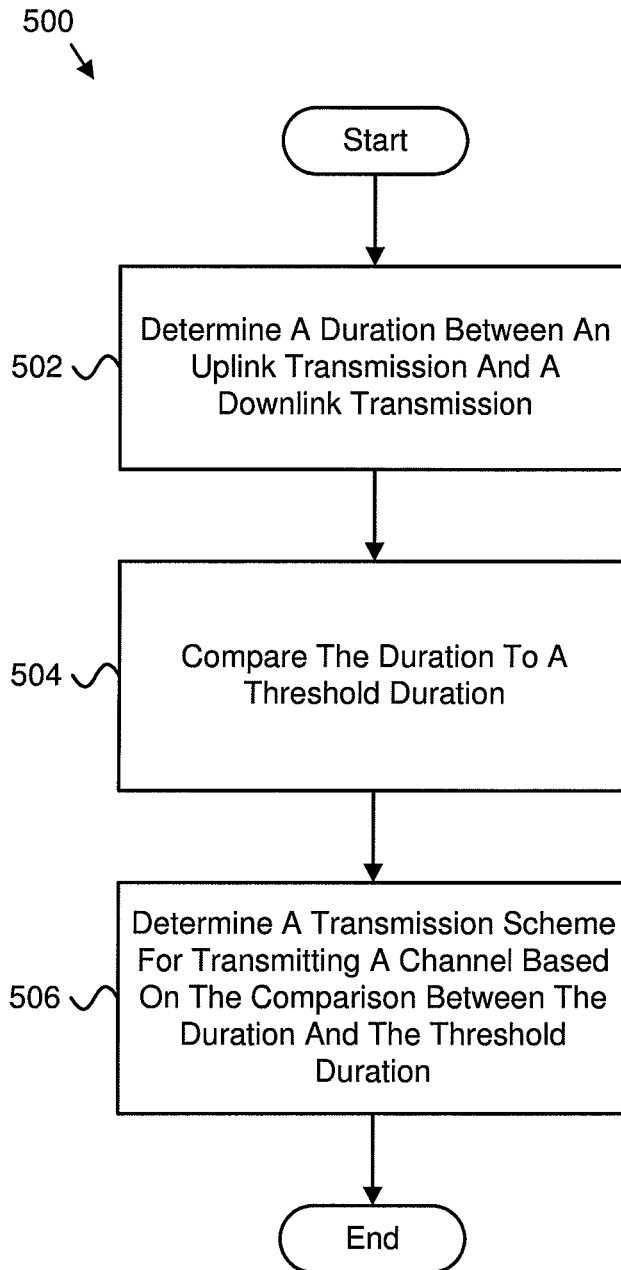 500
Start
502
Determine A Duration Between An
Uplink Transmission And A
Downlink Transmission
504
Compare The Duration To A
Threshold Duration
506
Determine A Transmission Scheme
For Transmitting A Channel Based
On The Comparison Between The
Duration And The Threshold
Duration
End